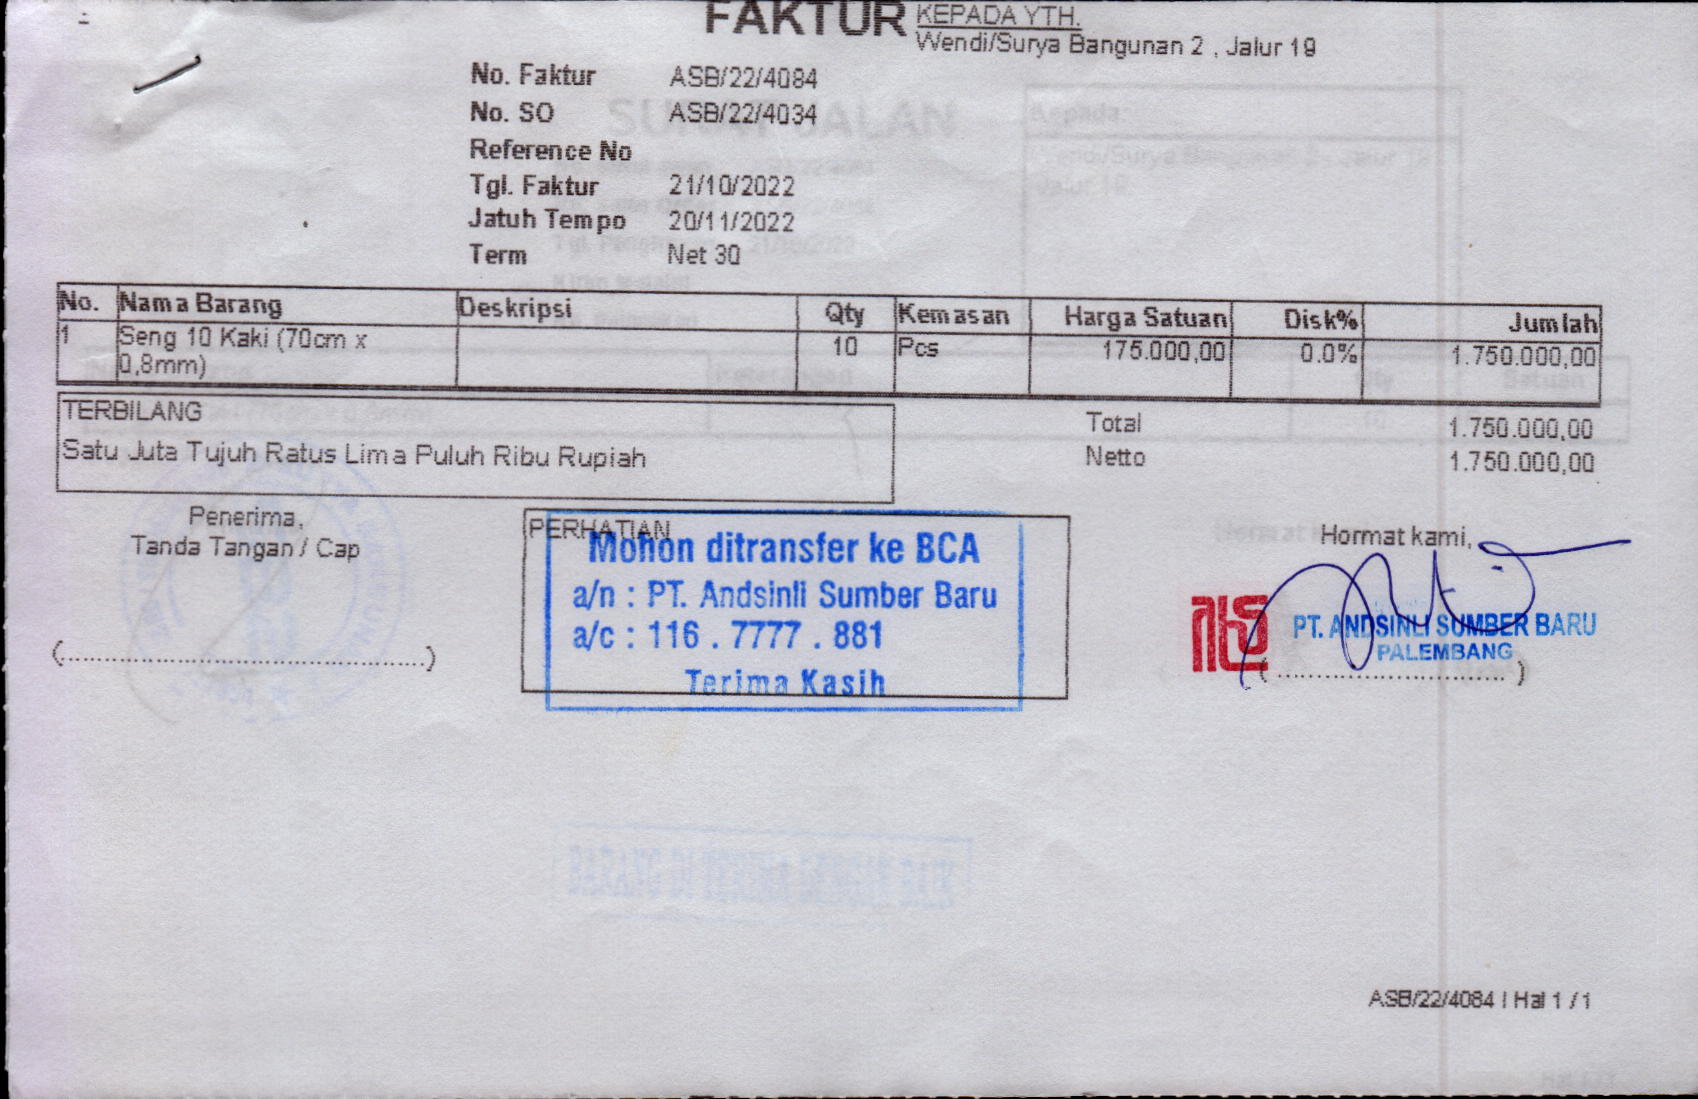 FAKTUR
KEPADA YTH.
Wendi/Surya Bangunan 2 , Jalur 19
No. Faktur ASB/22/4084
No. SO ASB/22/4034
Reference No
Tgl. Faktur 21/10/2022
Jatuh Tempo 20/11/2022
Term Net 30
No. Nama Barang Deskripsi Qty Kemasan Harga Satuan Disk% Jumlah
1 Seng 10 Kaki (70cm x 10 Pcs 175.000,00 0.0% 1.750.000,00
0,8mm)
TERBILANG
Satu Juta Tujuh Ratus Lima Puluh Ribu Rupiah
Total 1.750.000,00
Netto 1.750.000,00
Penerima,
Tanda Tangan / Cap
(............................................................)
PERHATIAN
Mohon ditransfer ke BCA
a/n : PT. Andsinli Sumber Baru
a/c : 116 . 7777 . 881
Terima Kasih
Hormat kami,
PT. ANDSINLI SUMBER BARU
PALEMBANG
( ...................................... )
BARANG DI TERIMA DENGAN BAIK
ASB/22/4084 | Hal 1 / 1